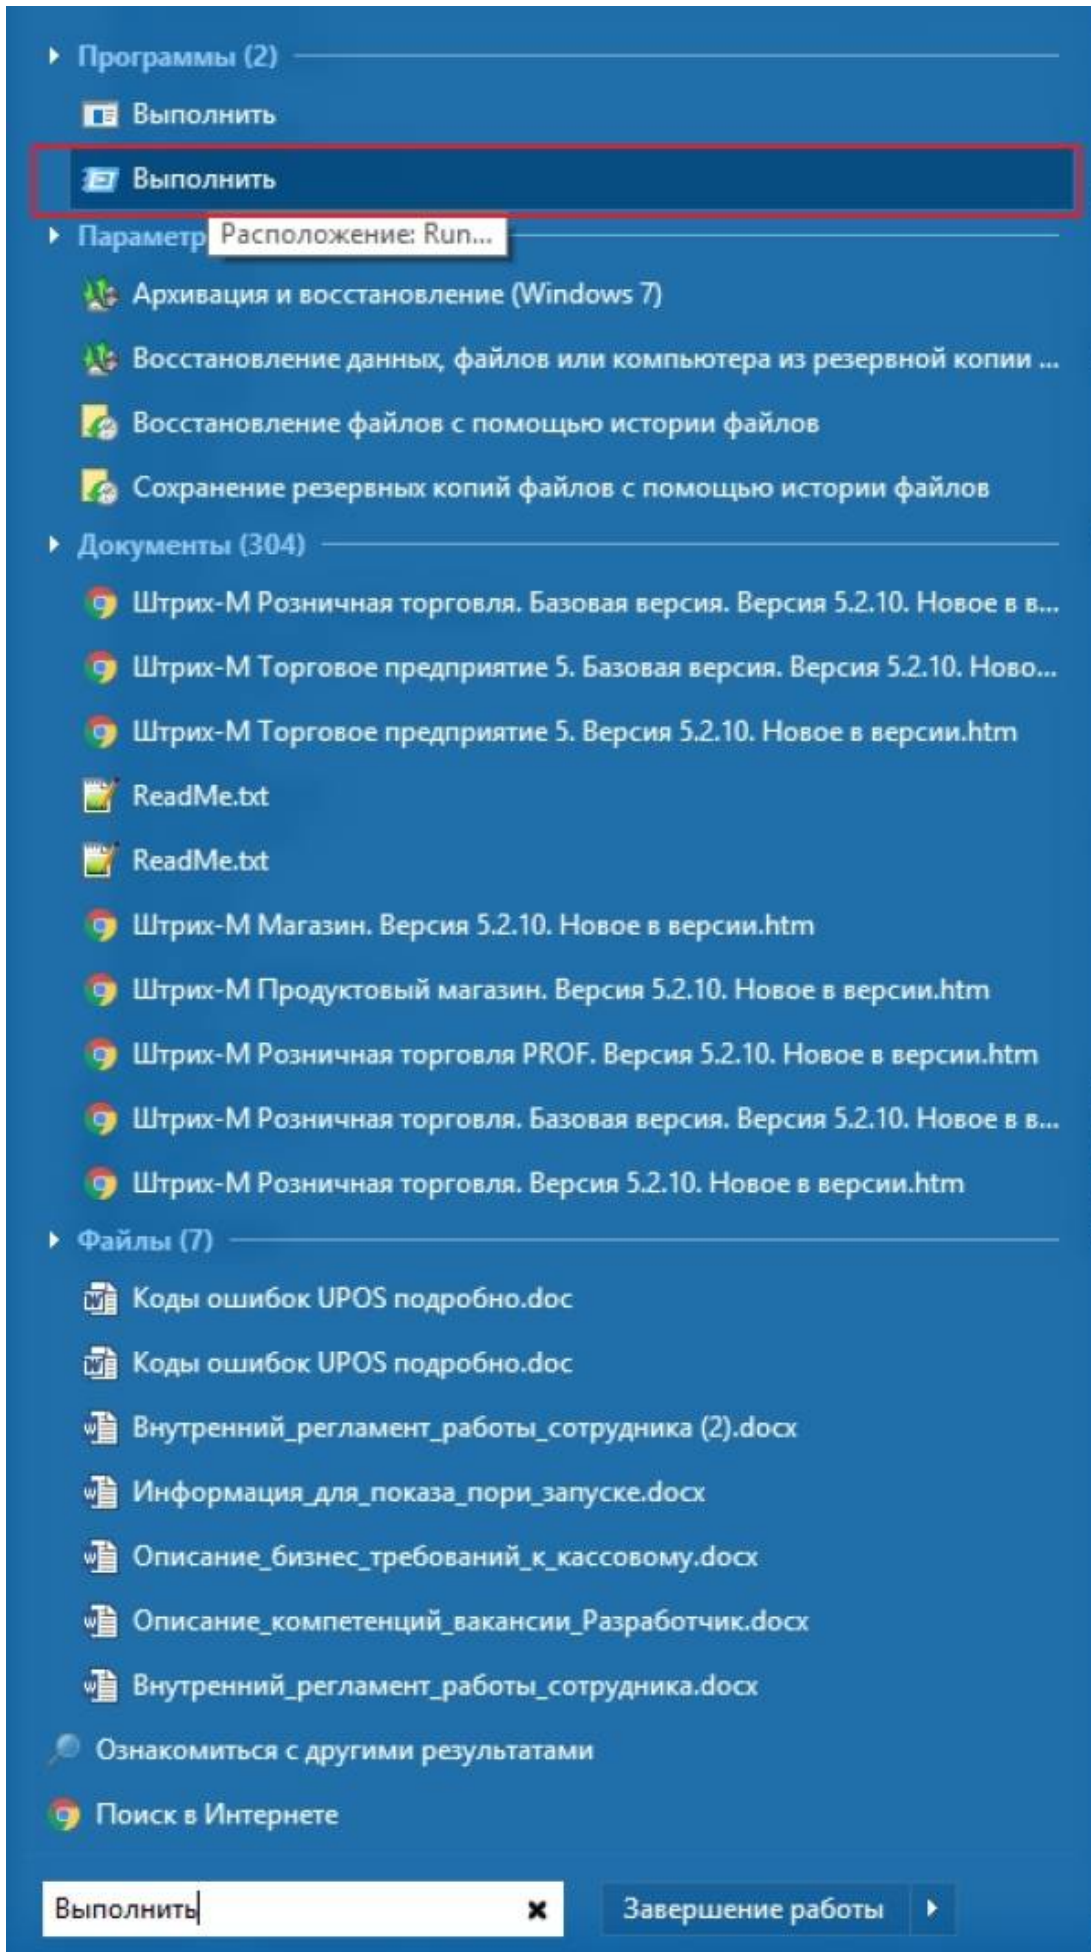 Программы (2)
Выполнить
Выполнить
Параметр
Расположение: Run...
Архивация и восстановление (Windows 7)
Восстановление данных, файлов или компьютера из резервной копии ...
Восстановление файлов с помощью истории файлов
Сохранение резервных копий файлов с помощью истории файлов
Документы (304)
Штрих-М Розничная торговля. Базовая версия. Версия 5.2.10. Новое в в...
Штрих-М Торговое предприятие 5. Базовая версия. Версия 5.2.10. Ново...
Штрих-М Торговое предприятие 5. Версия 5.2.10. Новое в версии.htm
ReadMe.txt
ReadMe.txt
Штрих-М Магазин. Версия 5.2.10. Новое в версии.htm
Штрих-М Продуктовый магазин. Версия 5.2.10. Новое в версии.htm
Штрих-М Розничная торговля PROF. Версия 5.2.10. Новое в версии.htm
Штрих-М Розничная торговля. Базовая версия. Версия 5.2.10. Новое в в...
Штрих-М Розничная торговля. Версия 5.2.10. Новое в версии.htm
Файлы (7)
Коды ошибок UPOS подробно.doc
Коды ошибок UPOS подробно.doc
Внутренний_регламент_работы_сотрудника (2).docx
Информация_для_показа_пори_запуске.docx
Описание_бизнес_требований_к_кассовому.docx
Описание_компетенций_вакансии_Разработчик.docx
Внутренний_регламент_работы_сотрудника.docx
Ознакомиться с другими результатами
Поиск в Интернете
Выполнить
Завершение работы